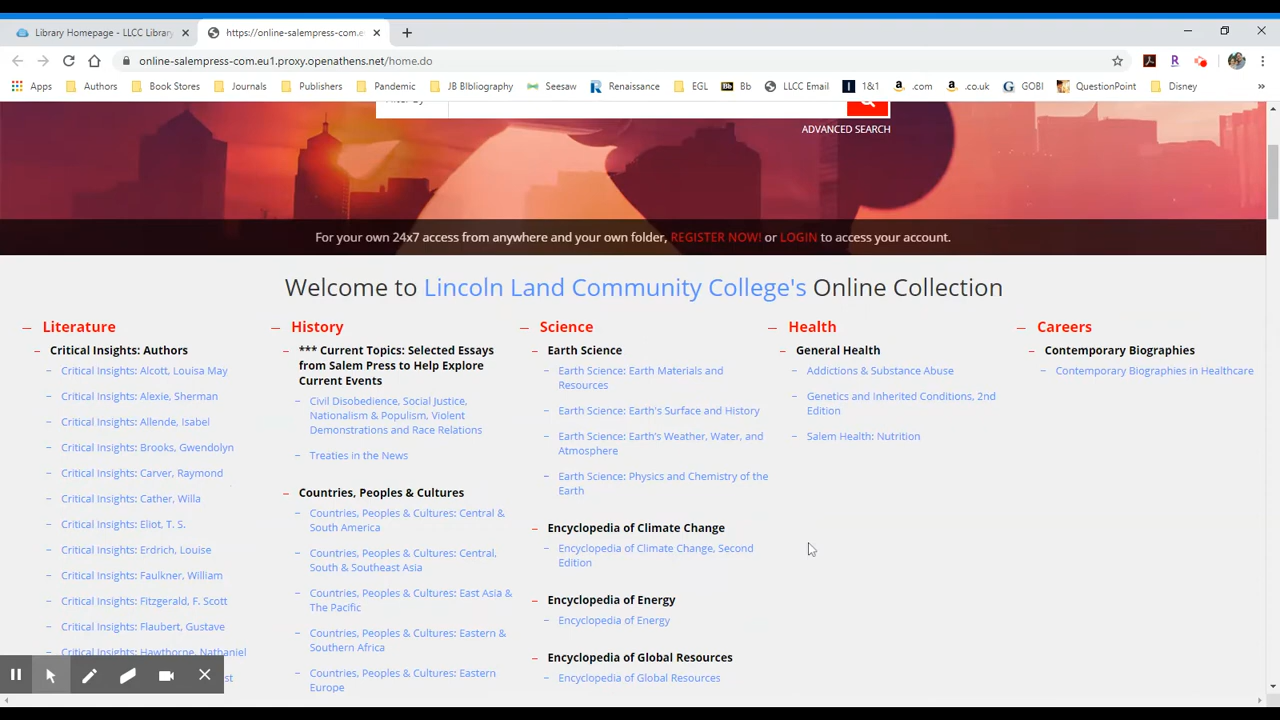 Library Homepage - LLCC Library
https://online-salempress-com.e
online-salempress-com.eu1.proxy.openathens.net/home.do
Apps
Authors
Book Stores
Journals
Publishers
Pandemic
JB BIbliography
Seesaw
Renaissance
EGL
Bb
Bb
LLCC Email
1&1
.com
.co.uk
GOBI
QuestionPoint
Disney
»
ADVANCED SEARCH
For your own 24x7 access from anywhere and your own folder, REGISTER NOW! or LOGIN to access your account.
Welcome to Lincoln Land Community College's Online Collection
Literature
Critical Insights: Authors
Critical Insights: Alcott, Louisa May
Critical Insights: Alexie, Sherman
Critical Insights: Allende, Isabel
Critical Insights: Brooks, Gwendolyn
Critical Insights: Carver, Raymond
Critical Insights: Cather, Willa
Critical Insights: Eliot, T. S.
Critical Insights: Erdrich, Louise
Critical Insights: Faulkner, William
Critical Insights: Fitzgerald, F. Scott
Critical Insights: Flaubert, Gustave
Critical Insights: Hawthorne, Nathaniel
History
*** Current Topics: Selected Essays
from Salem Press to Help Explore
Current Events
Civil Disobedience, Social Justice,
Nationalism & Populism, Violent
Demonstrations and Race Relations
Treaties in the News
Countries, Peoples & Cultures
Countries, Peoples & Cultures: Central &
South America
Countries, Peoples & Cultures: Central,
South & Southeast Asia
Countries, Peoples & Cultures: East Asia &
The Pacific
Countries, Peoples & Cultures: Eastern &
Southern Africa
Countries, Peoples & Cultures: Eastern
Europe
Science
Earth Science
Earth Science: Earth Materials and
Resources
Earth Science: Earth's Surface and History
Earth Science: Earth's Weather, Water, and
Atmosphere
Earth Science: Physics and Chemistry of the
Earth
Encyclopedia of Climate Change
Encyclopedia of Climate Change, Second
Edition
Encyclopedia of Energy
Encyclopedia of Energy
Encyclopedia of Global Resources
Encyclopedia of Global Resources
Health
General Health
Addictions & Substance Abuse
Genetics and Inherited Conditions, 2nd
Edition
Salem Health: Nutrition
Careers
Contemporary Biographies
Contemporary Biographies in Healthcare